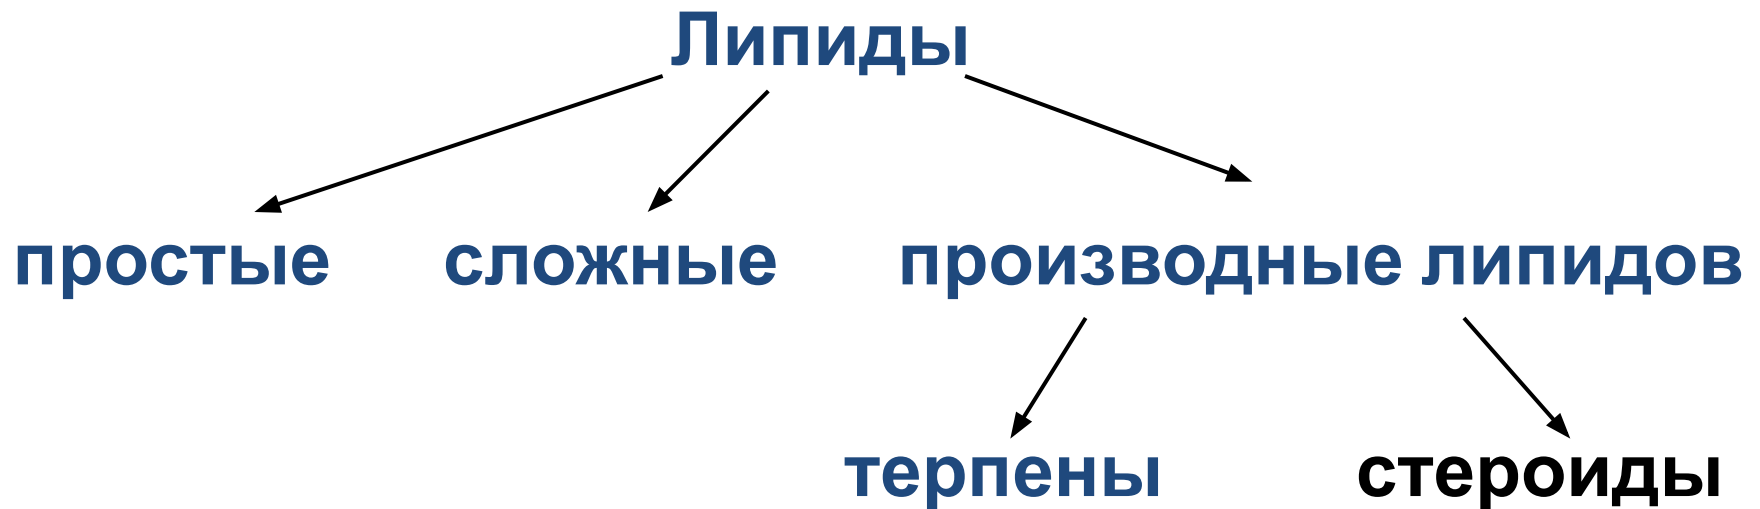 Липиды
простые сложные производные липидов
терпены стероиды